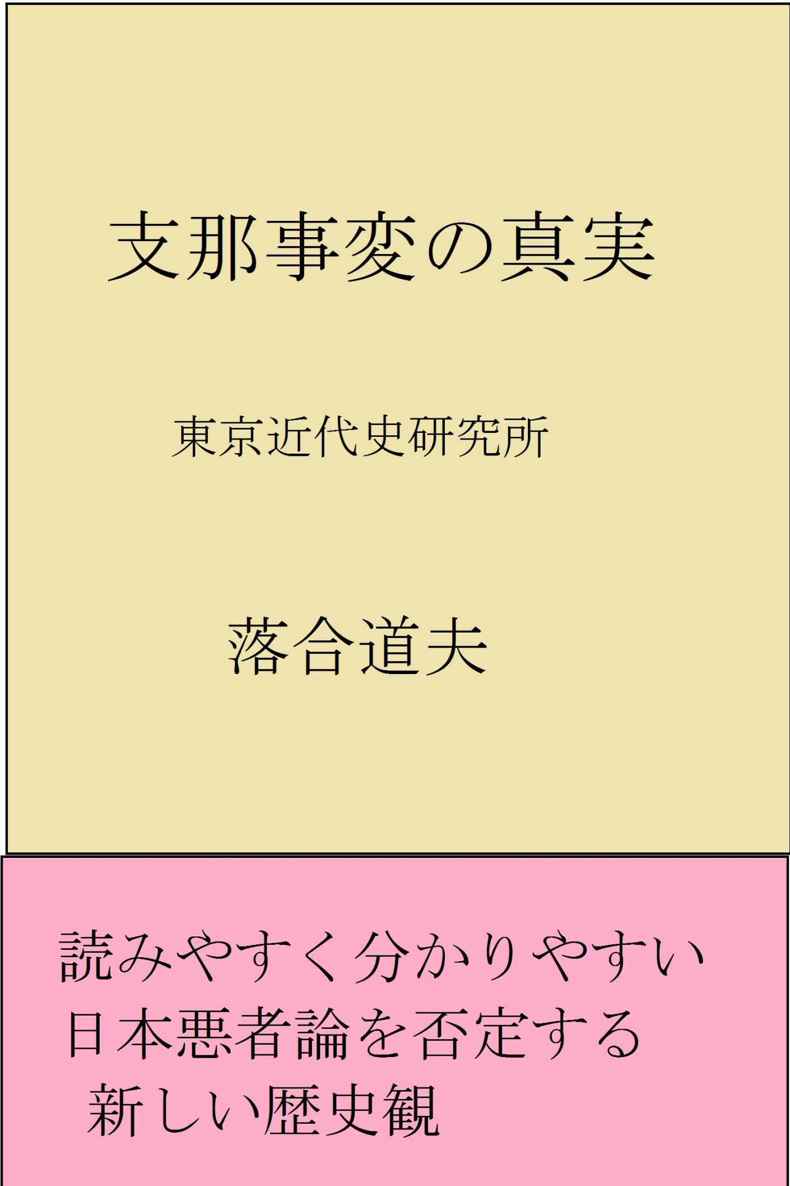 支那事変の真実
東京近代史研究所
落合道夫
読みやすく分かりやすい
日本悪者論を否定する
新しい歴史観